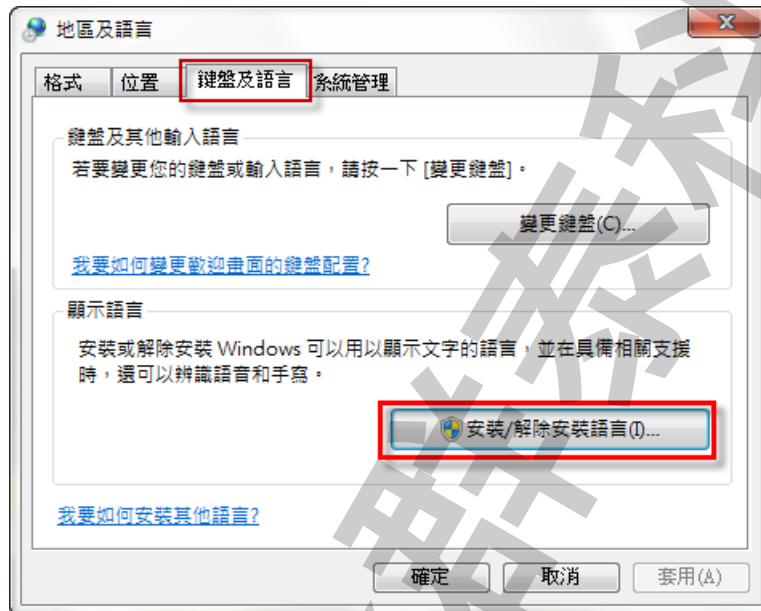 地區及語言
格式 位置 鍵盤及語言 系統管理
鍵盤及其他輸入語言
若要變更您的鍵盤或輸入語言，請按一下 [變更鍵盤]。
變更鍵盤(C)...
我要如何變更歡迎畫面的鍵盤配置?
顯示語言
安裝或解除安裝 Windows 可以用以顯示文字的語言，並在具備相關支援
時，還可以辨識語音和手寫。
安裝/解除安裝語言(I)...
我要如何安裝其他語言?
確定 取消 套用(A)
群泰科